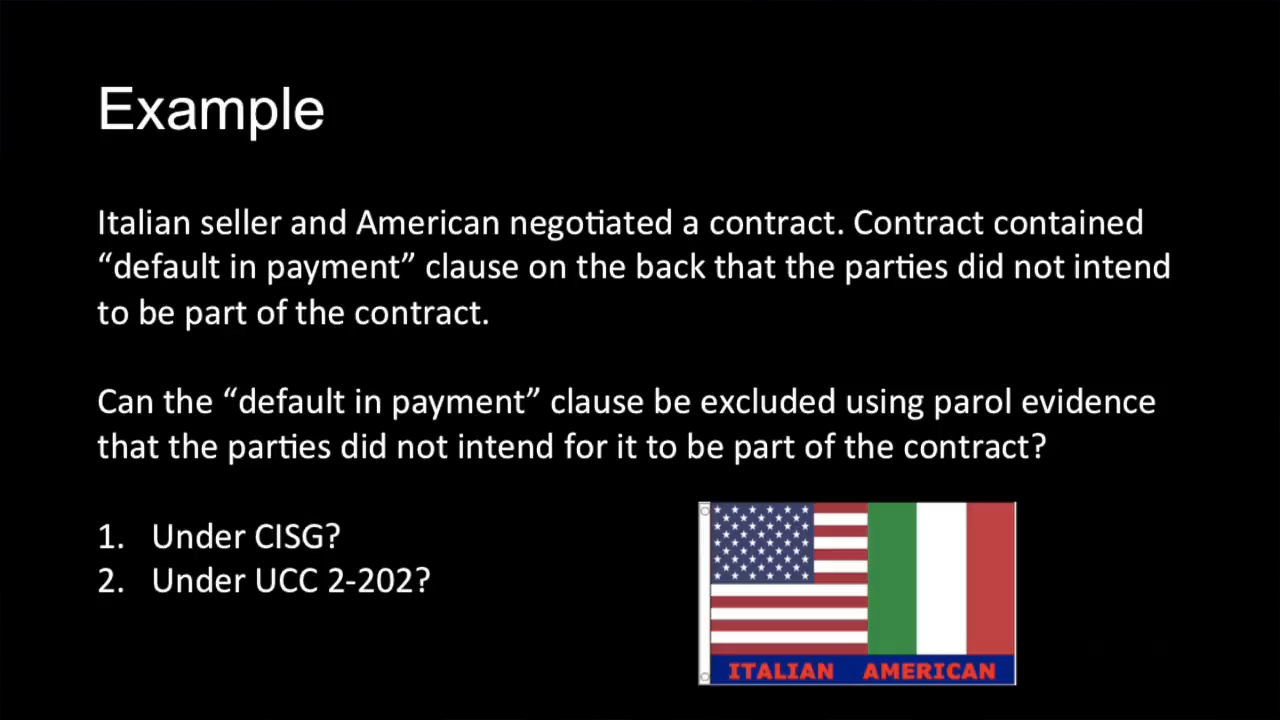 Example
Italian seller and American negotiated a contract. Contract contained
“default in payment” clause on the back that the parties did not intend
to be part of the contract.
Can the “default in payment” clause be excluded using parol evidence
that the parties did not intend for it to be part of the contract?
1. Under CISG?
2. Under UCC 2-202?
ITALIAN AMERICAN